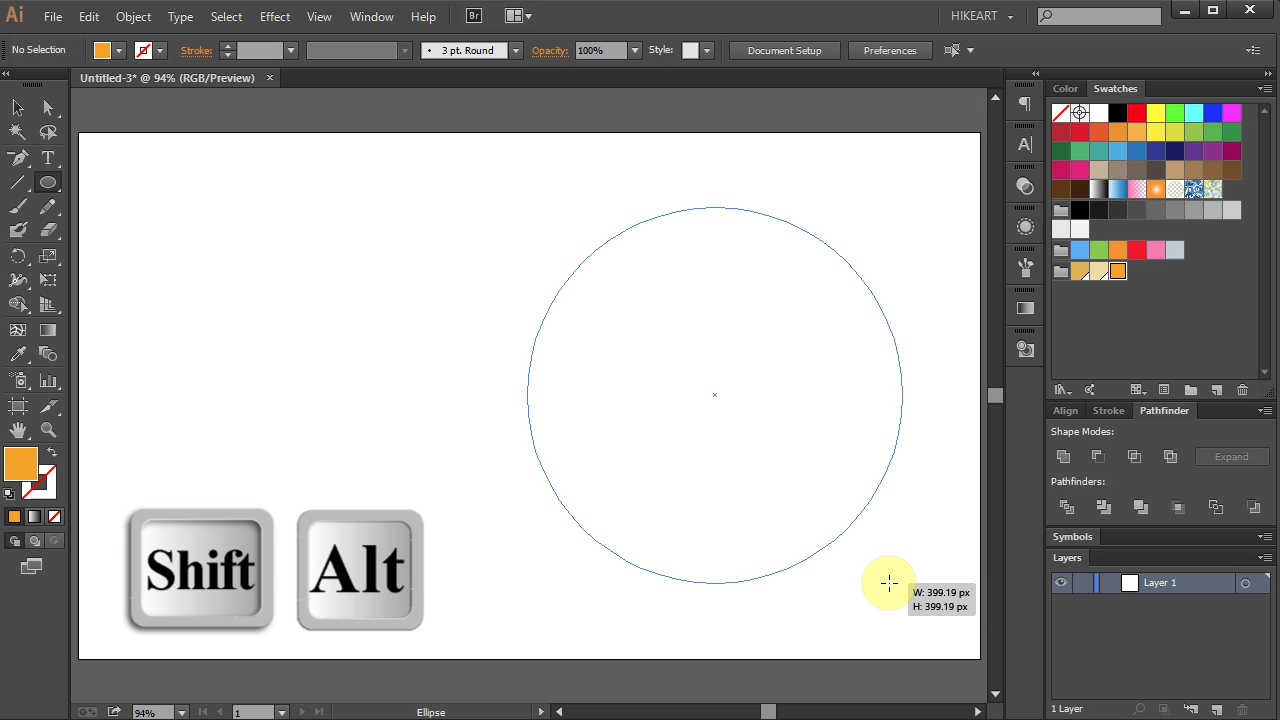 Ai File Edit Object Type Select Effect View Window Help Br HIKEART
No Selection Stroke: 3 pt. Round Opacity: 100% Style: Document Setup Preferences
Untitled-3* @ 94% (RGB/Preview) ×
Color Swatches
Align Stroke Pathfinder
Shape Modes:
Expand
Pathfinders:
Symbols
Layers
Layer 1
W: 399.19 px
H: 399.19 px
Shift Alt
1 Layer
94% 1 Ellipse